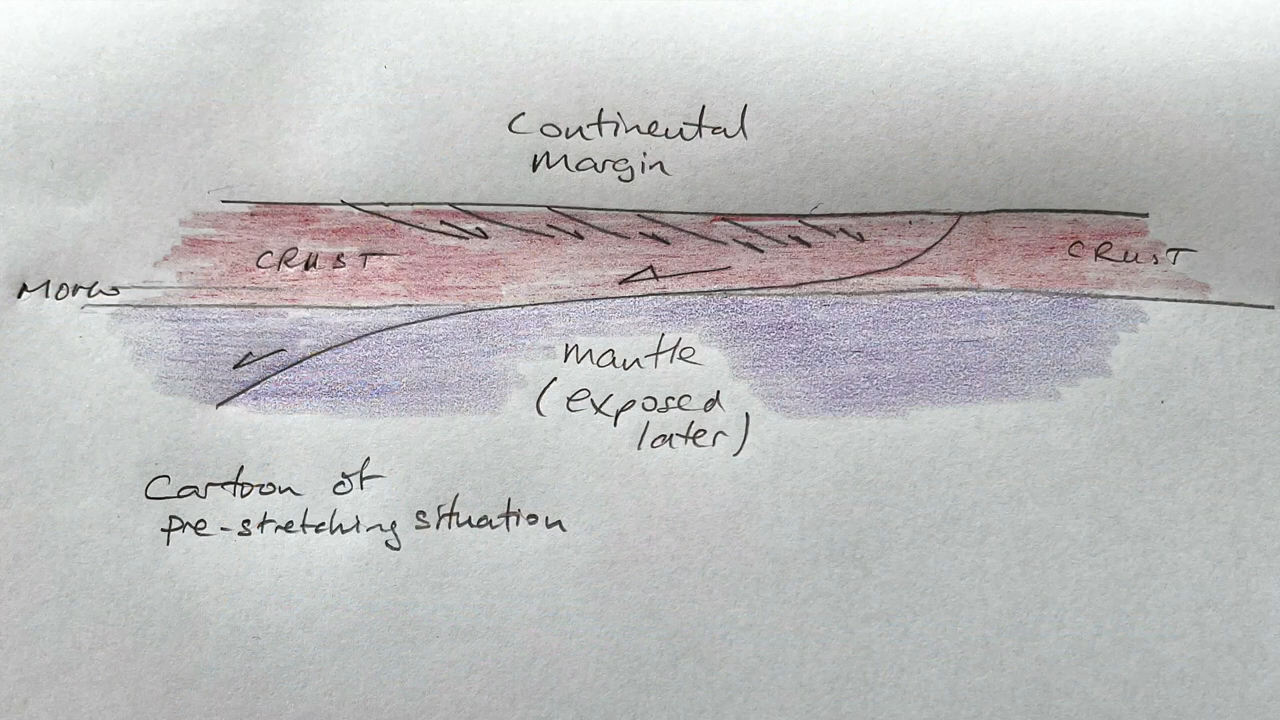 Continental
Margin
CRUST
CRUST
MOHO
mantle
(exposed
later)
Cartoon of
pre-stretching situation